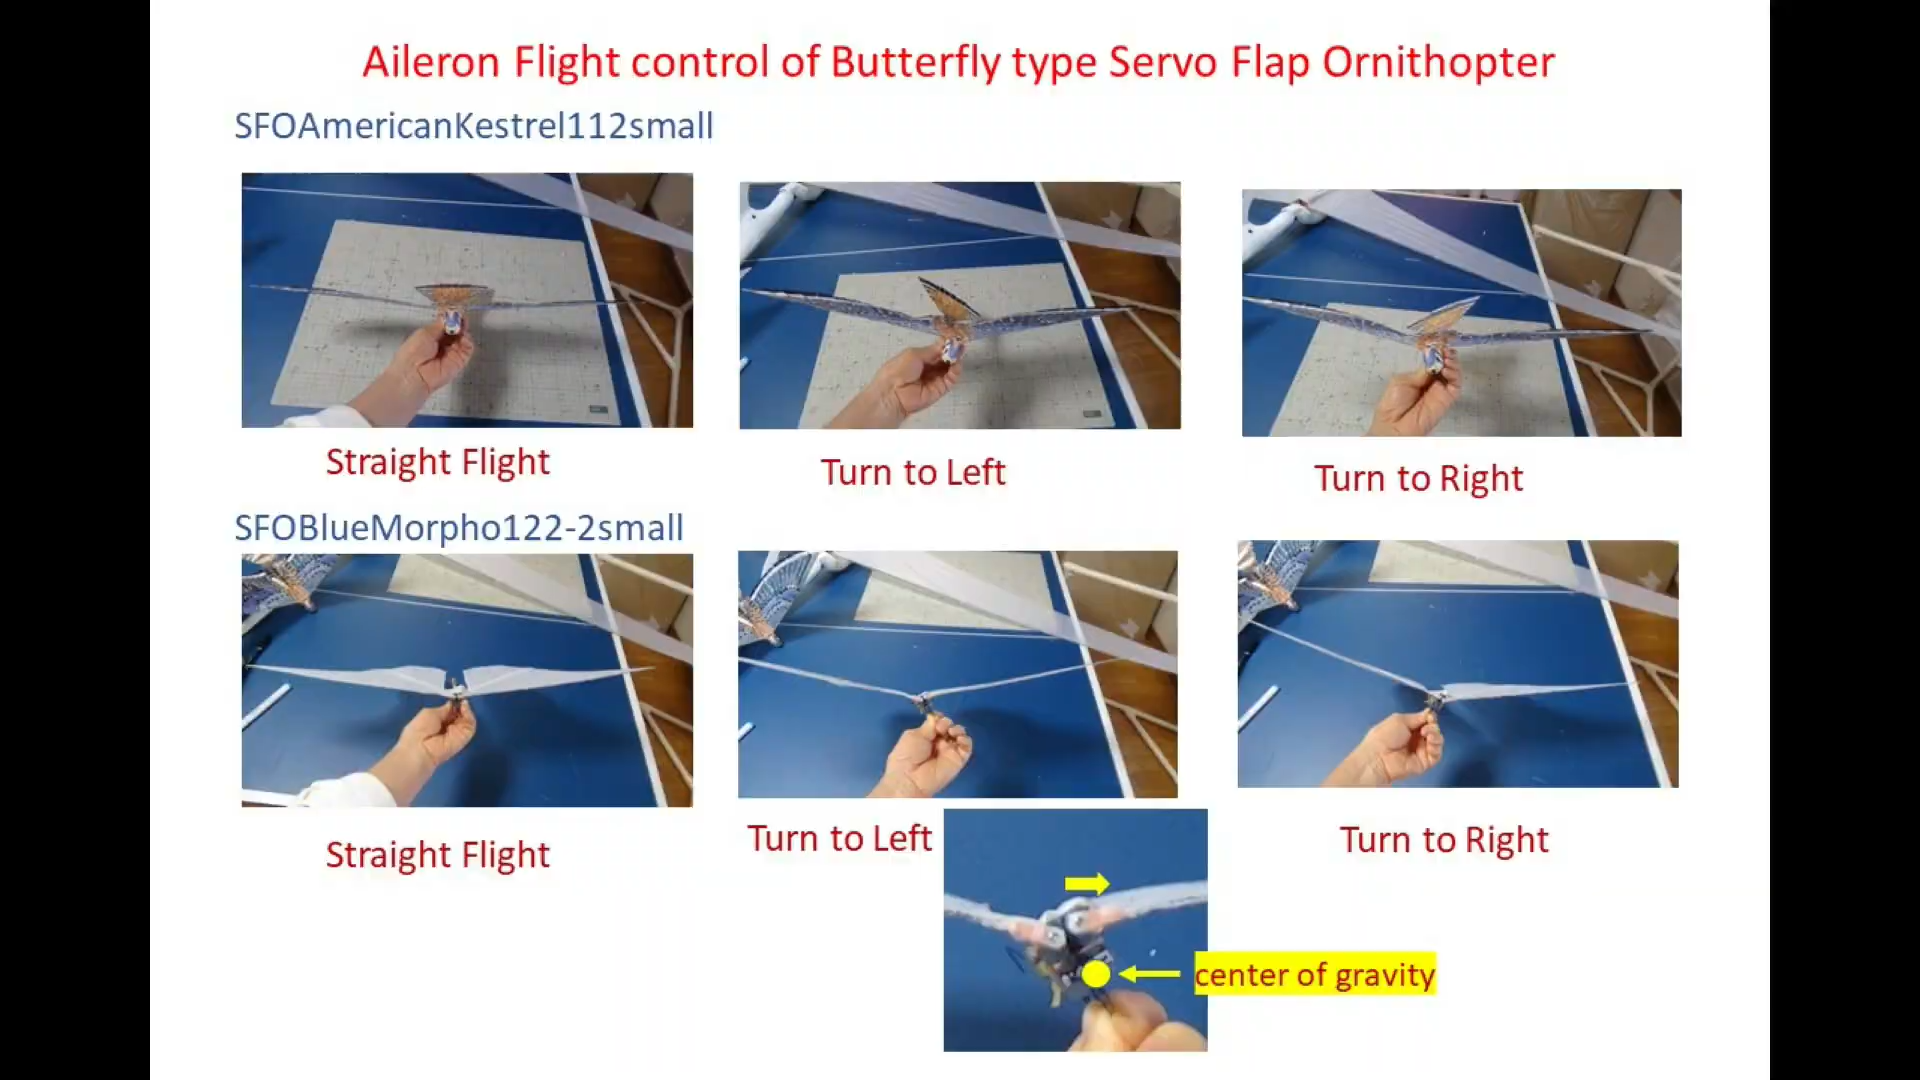 Aileron Flight control of Butterfly type Servo Flap Ornithopter
SFOAmericanKestrel112small
Straight Flight
Turn to Left
Turn to Right
SFOBlueMorpho122-2small
Straight Flight
Turn to Left
Turn to Right
center of gravity